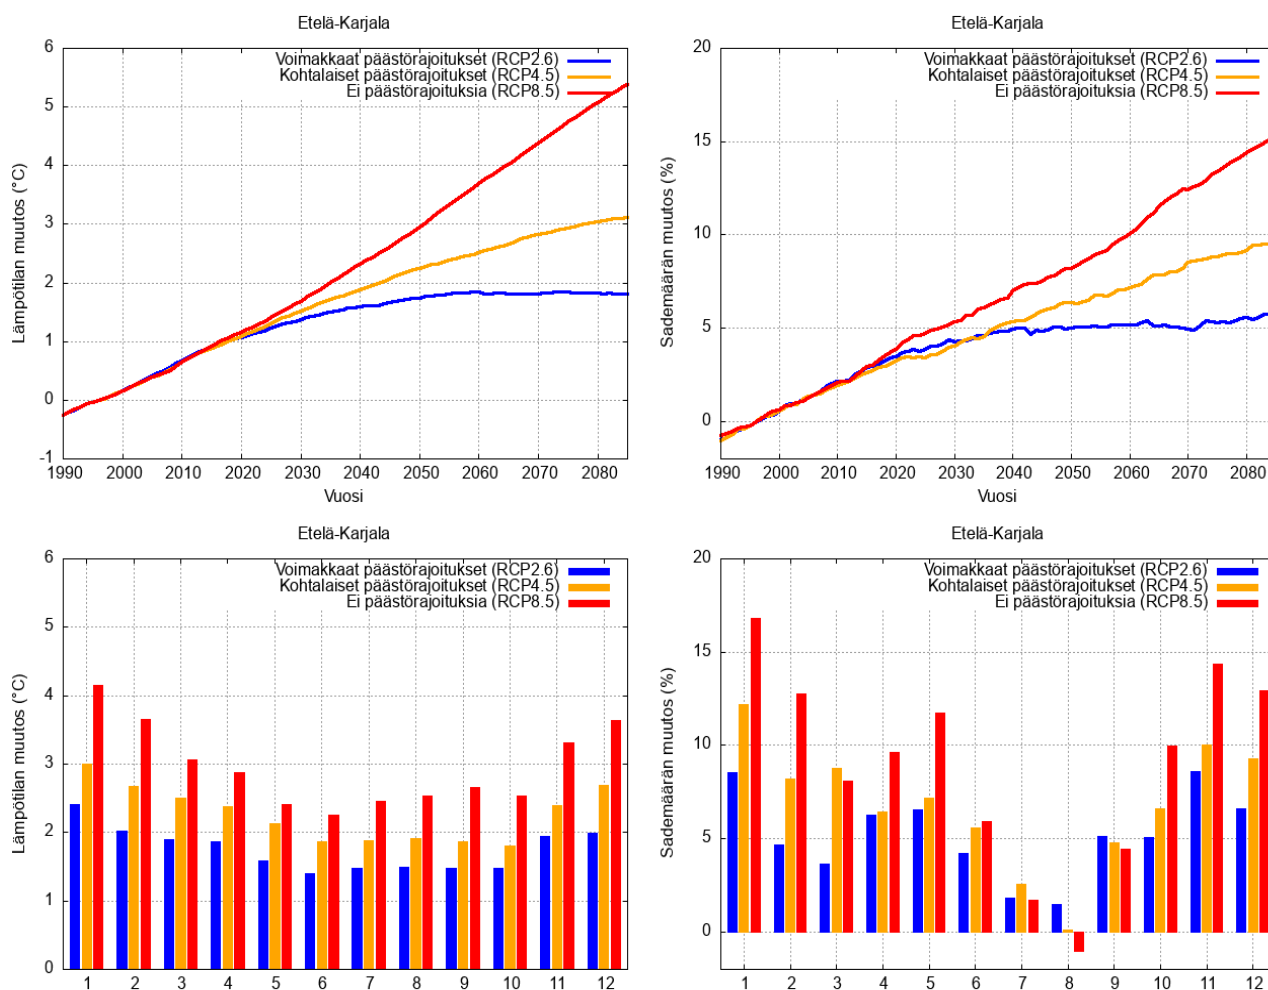 Etelä-Karjala
Voimakkaat päästörajoitukset (RCP2.6)
Kohtalaiset päästörajoitukset (RCP4.5)
Ei päästörajoituksia (RCP8.5)
Lämpötilan muutos (°C)
6
5
4
3
2
1
0
-1
1990 2000 2010 2020 2030 2040 2050 2060 2070 2080
Vuosi
Etelä-Karjala
Voimakkaat päästörajoitukset (RCP2.6)
Kohtalaiset päästörajoitukset (RCP4.5)
Ei päästörajoituksia (RCP8.5)
Sademäärän muutos (%)
20
15
10
5
0
1990 2000 2010 2020 2030 2040 2050 2060 2070 2080
Vuosi
Etelä-Karjala
Voimakkaat päästörajoitukset (RCP2.6)
Kohtalaiset päästörajoitukset (RCP4.5)
Ei päästörajoituksia (RCP8.5)
Lämpötilan muutos (°C)
6
5
4
3
2
1
0
1 2 3 4 5 6 7 8 9 10 11 12
Etelä-Karjala
Voimakkaat päästörajoitukset (RCP2.6)
Kohtalaiset päästörajoitukset (RCP4.5)
Ei päästörajoituksia (RCP8.5)
Sademäärän muutos (%)
20
15
10
5
0
1 2 3 4 5 6 7 8 9 10 11 12